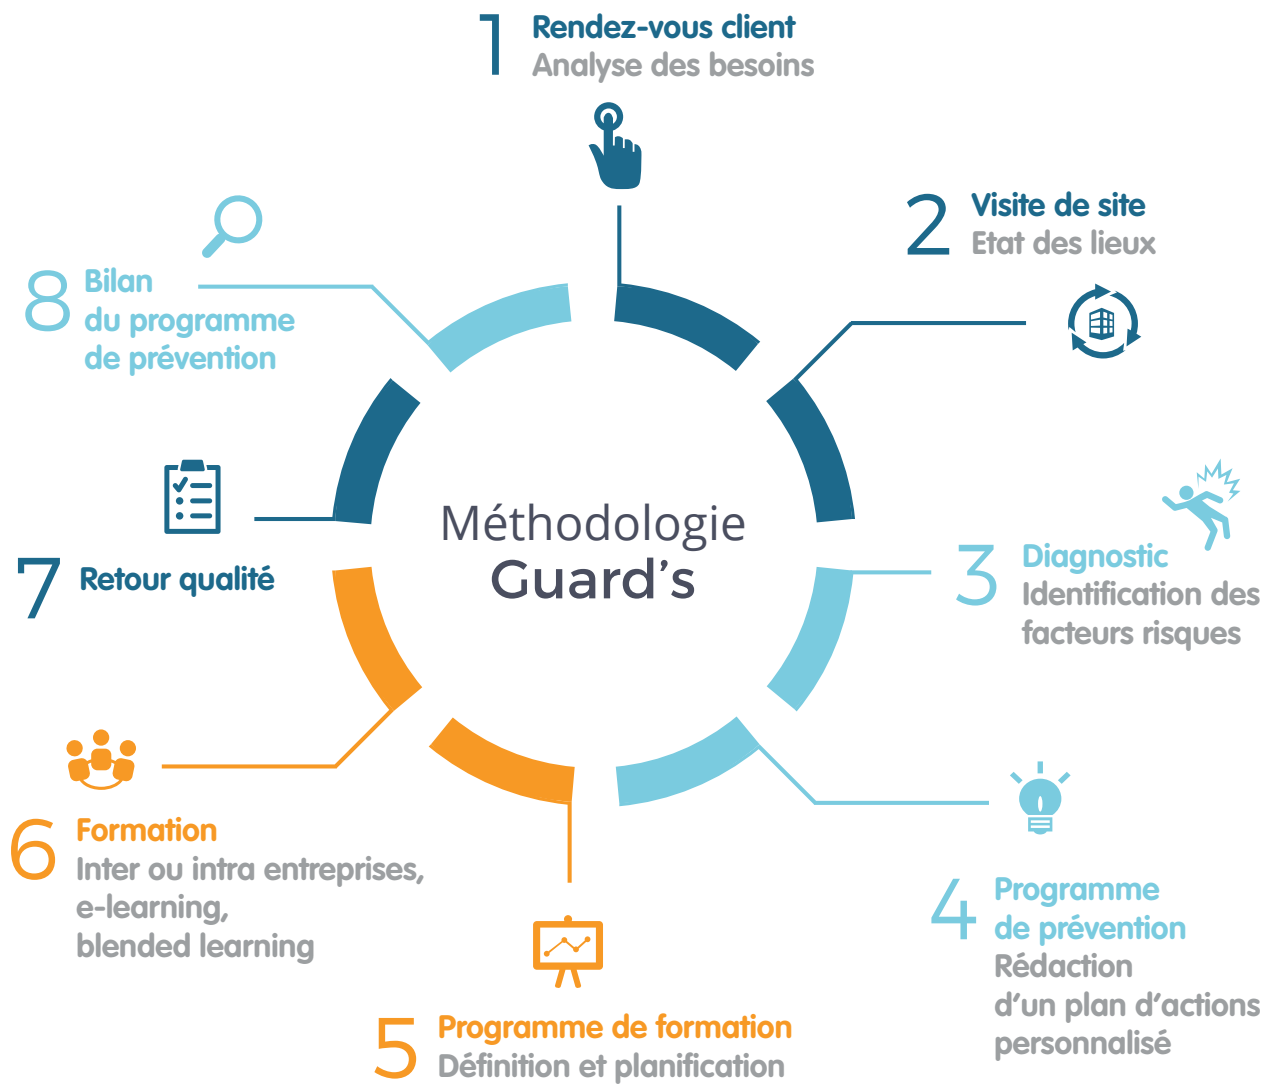 1
Rendez-vous client
Analyse des besoins
2
Visite de site
Etat des lieux
3
Diagnostic
Identification des
facteurs risques
4
Programme
de prévention
Rédaction
d’un plan d’actions
personnalisé
5
Programme de formation
Définition et planification
6
Formation
Inter ou intra entreprises,
e-learning,
blended learning
7
Retour qualité
8
Bilan
du programme
de prévention
Méthodologie
Guard’s